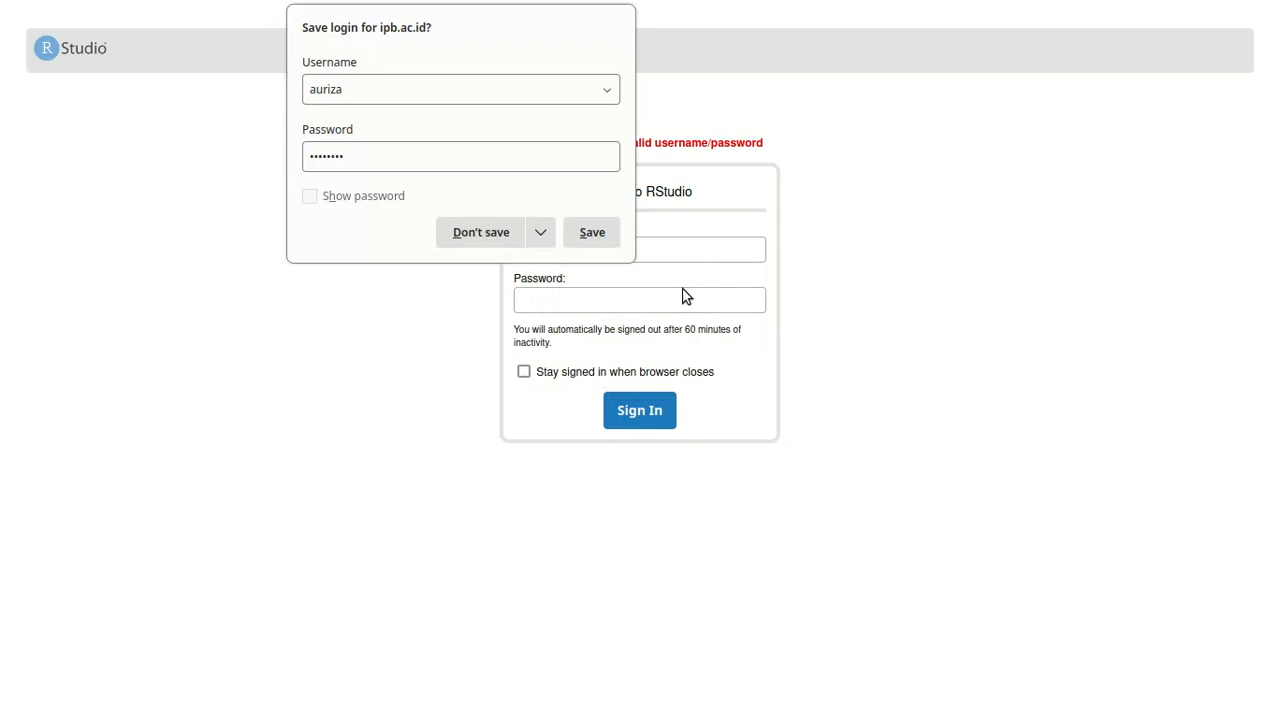 Save login for ipb.ac.id?
R Studio
Username
auriza
Password
username/password
RStudio
Show password
Don't save
Save
Password:
You will automatically be signed out after 60 minutes of
inactivity.
Stay signed in when browser closes
Sign In